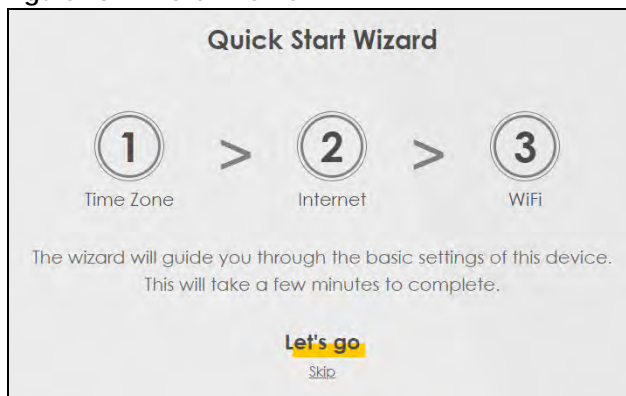 Quick Start Wizard
1 > 2 > 3
Time Zone Internet WiFi
The wizard will guide you through the basic settings of this device.
This will take a few minutes to complete.
Let's go
Skip